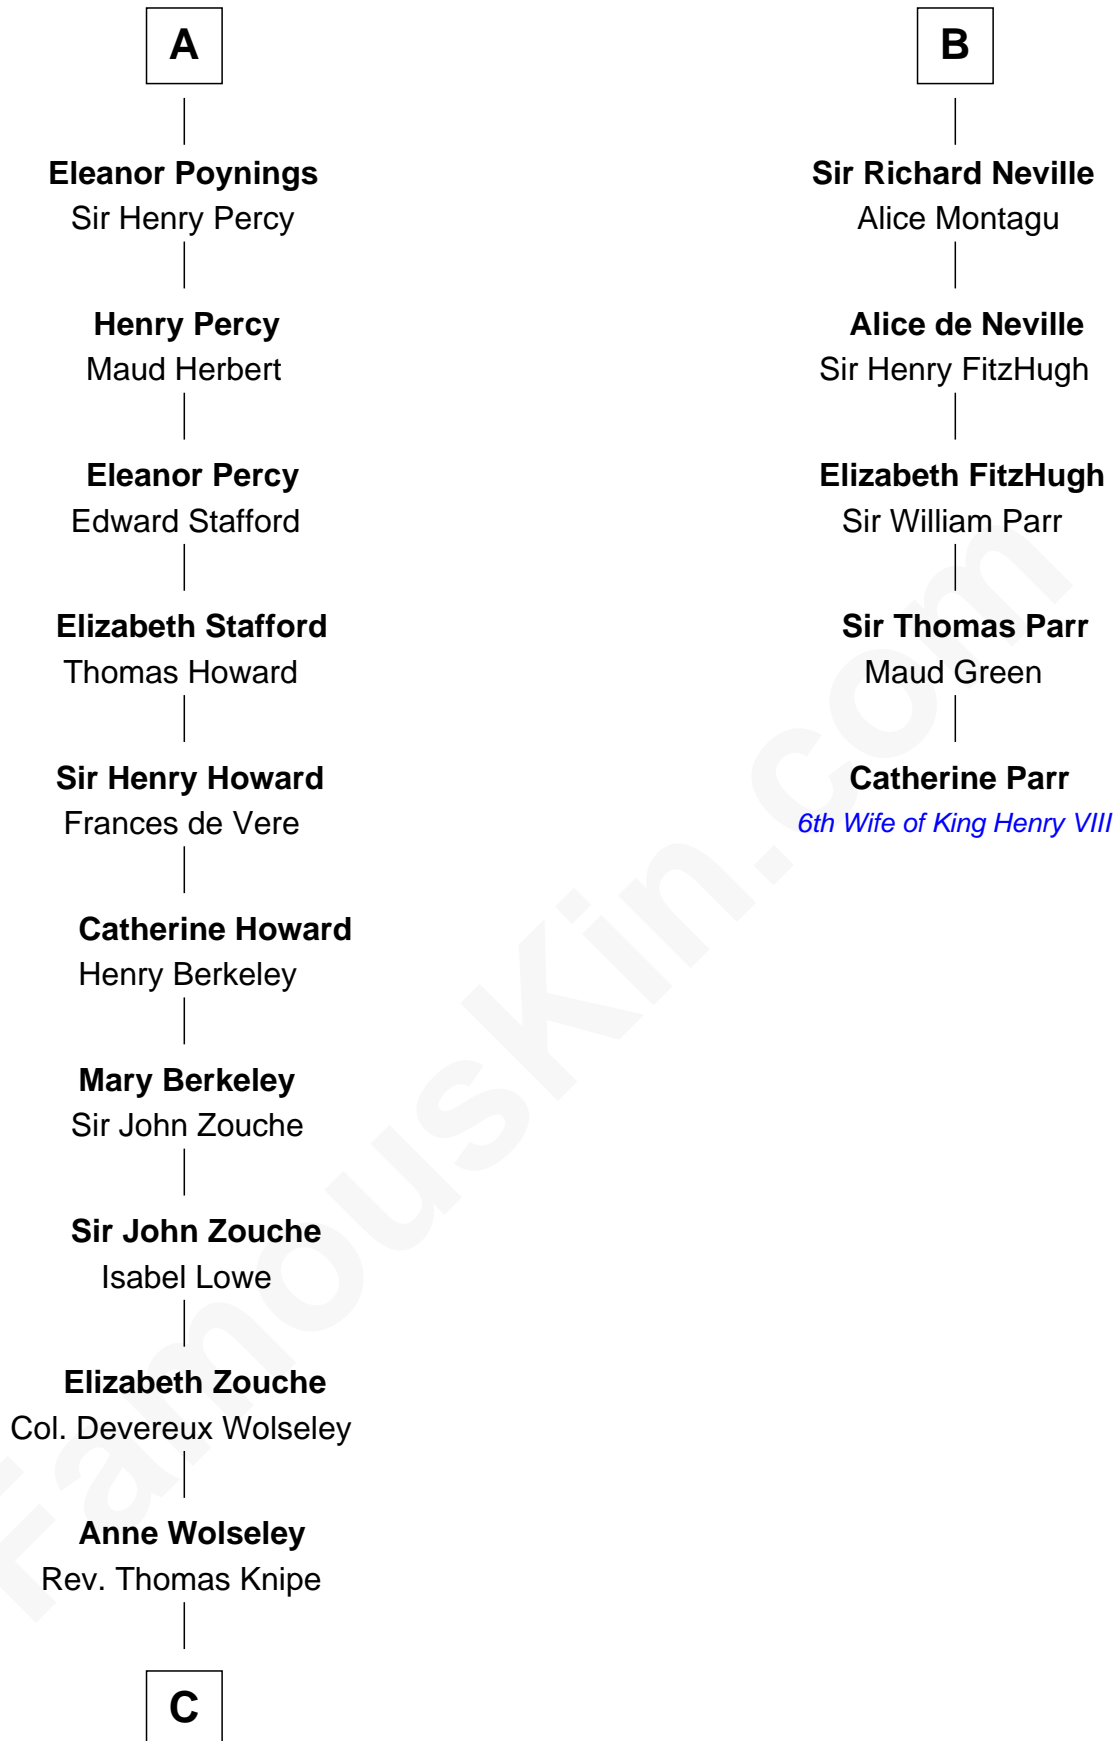 A
Eleanor Poynings
Sir Henry Percy
Henry Percy
Maud Herbert
Eleanor Percy
Edward Stafford
Elizabeth Stafford
Thomas Howard
Sir Henry Howard
Frances de Vere
Catherine Howard
Henry Berkeley
Mary Berkeley
Sir John Zouche
Sir John Zouche
Isabel Lowe
Elizabeth Zouche
Col. Devereux Wolseley
Anne Wolseley
Rev. Thomas Knipe
C
B
Sir Richard Neville
Alice Montagu
Alice de Neville
Sir Henry FitzHugh
Elizabeth FitzHugh
Sir William Parr
Sir Thomas Parr
Maud Green
Catherine Parr
6th Wife of King Henry VIII
FamousKin.com